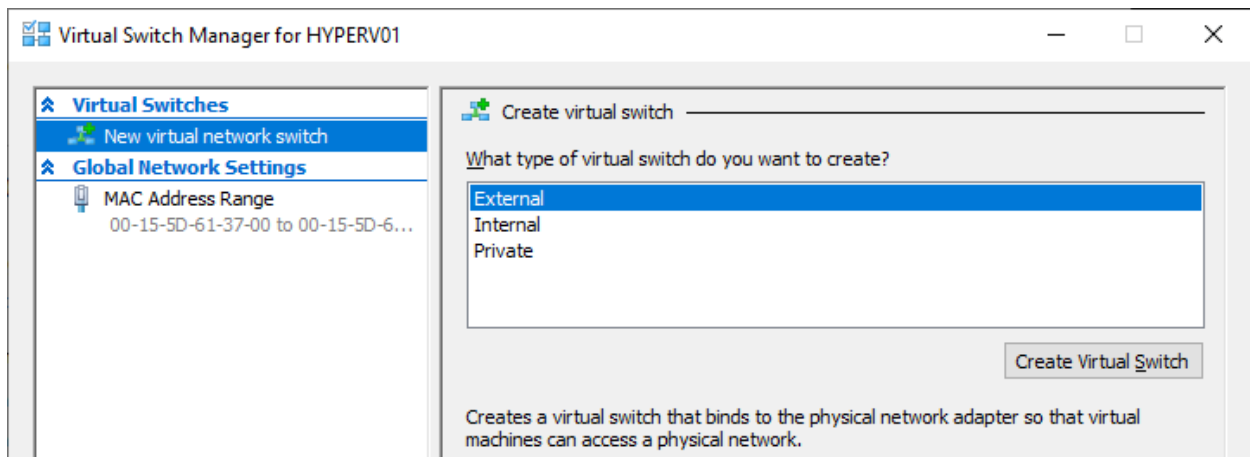 Virtual Switch Manager for HYPERV01
Virtual Switches
New virtual network switch
Global Network Settings
MAC Address Range
00-15-5D-61-37-00 to 00-15-5D-6...
Create virtual switch
What type of virtual switch do you want to create?
External
Internal
Private
Create Virtual Switch
Creates a virtual switch that binds to the physical network adapter so that virtual
machines can access a physical network.